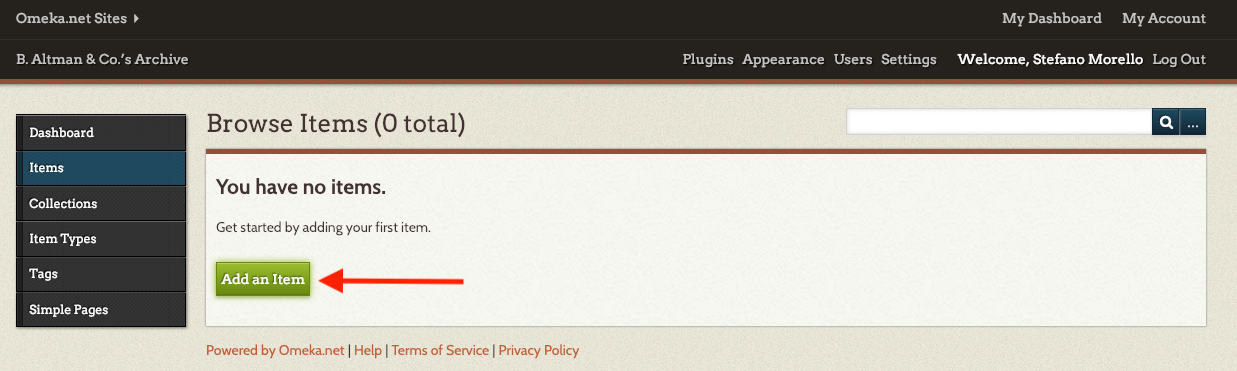 Omeka.net Sites My Dashboard My Account
B. Altman & Co.'s Archive Plugins Appearance Users Settings Welcome, Stefano Morello Log Out
Dashboard
Items
Collections
Item Types
Tags
Simple Pages
Browse Items (0 total)
...
You have no items.
Get started by adding your first item.
Add an Item
Powered by Omeka.net | Help | Terms of Service | Privacy Policy